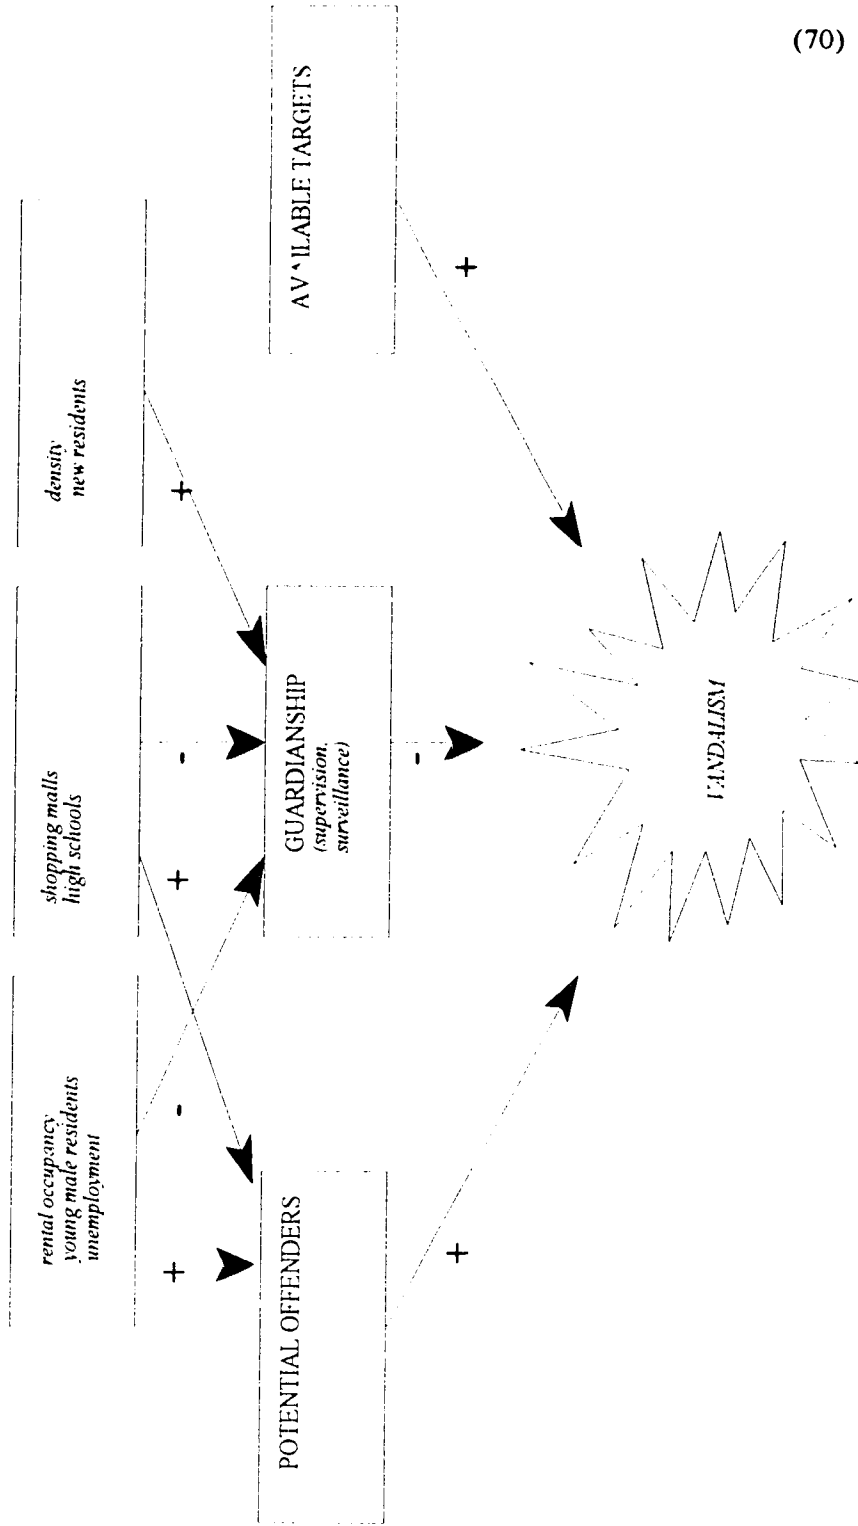 (70)
rental occupancy
young male residents
unemployment
shopping malls
high schools
density
new residents
+
-
+
-
+
POTENTIAL OFFENDERS
GUARDIANSHIP
(supervision,
surveillance)
AVAILABLE TARGETS
+
-
+
VANDALISM